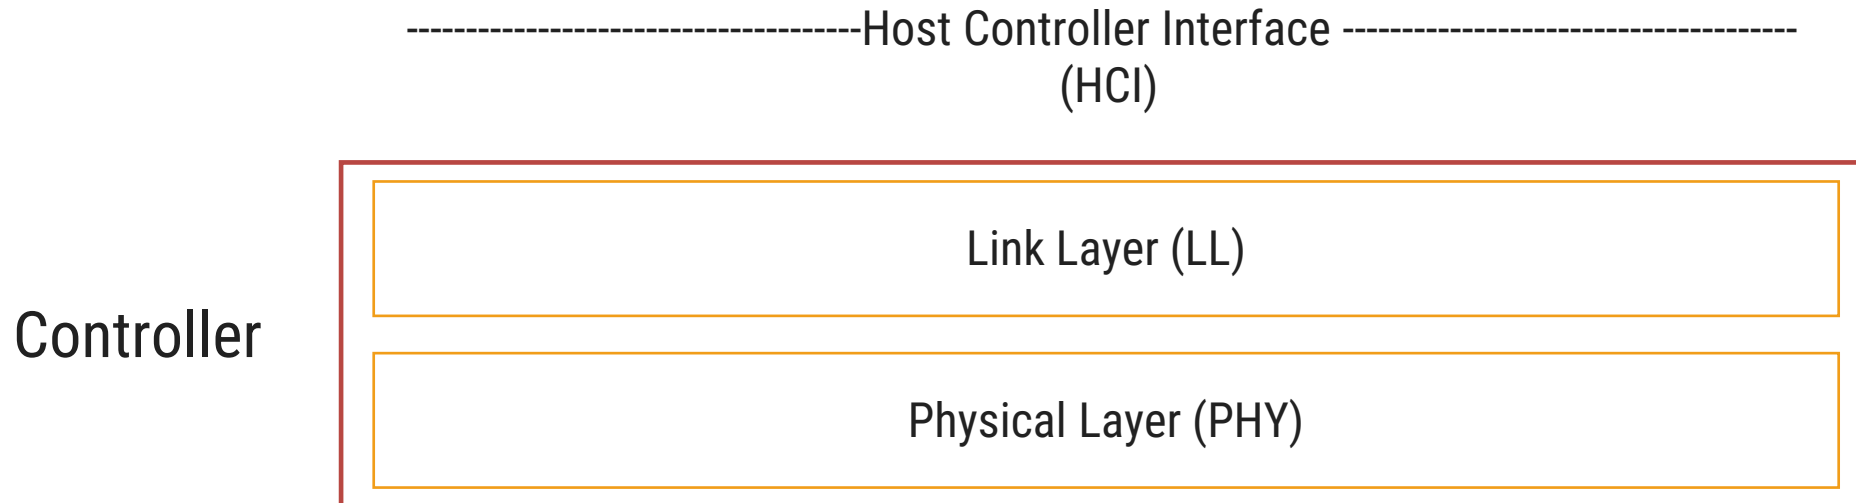 --------------------------------------Host Controller Interface --------------------------------------
(HCI)
Link Layer (LL)
Controller
Physical Layer (PHY)